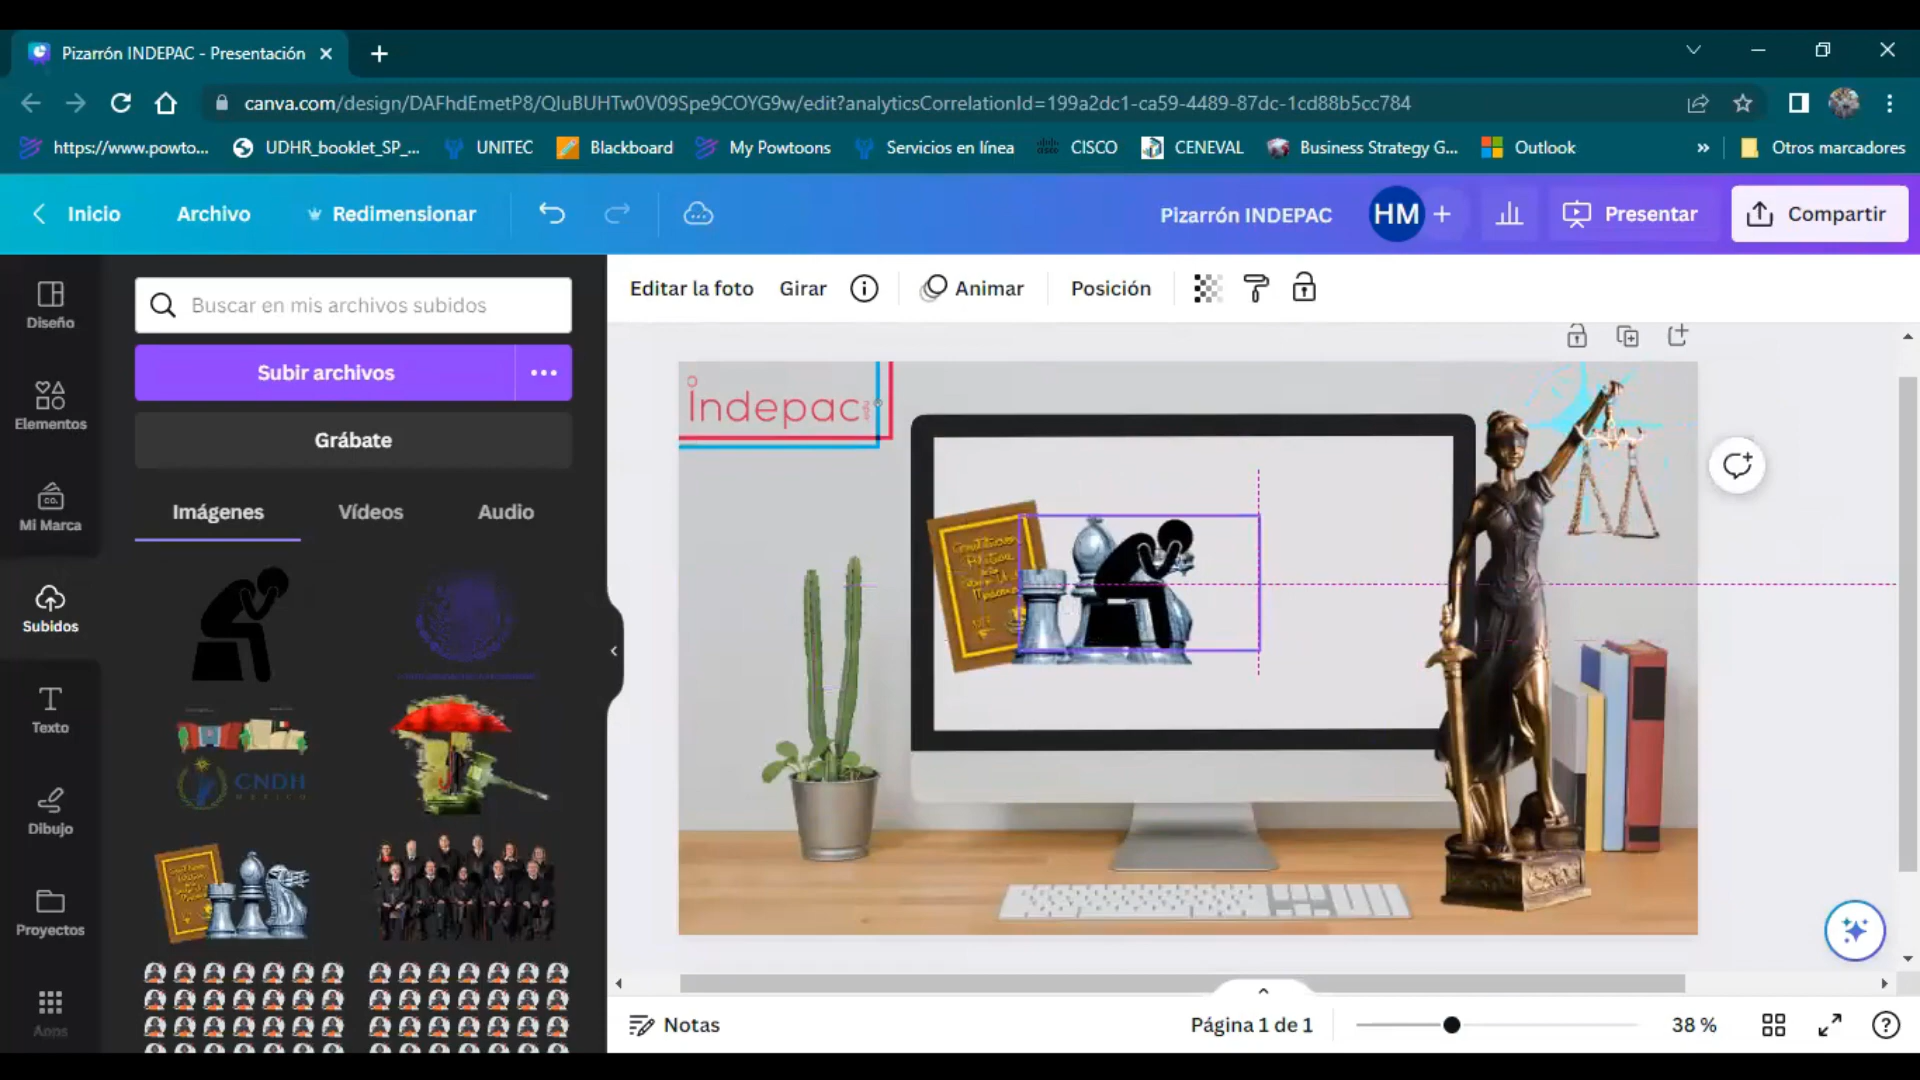 Pizarrón INDEPAC - Presentación
canva.com/design/DAFhdEmetP8/QIuBUHTw0V09Spe9COYG9w/edit?analyticsCorrelationId=199a2dc1-ca59-4489-87dc-1cd88b5cc784
https://www.powto... UDHR_booklet_SP_... UNITEC Blackboard My Powtoons Servicios en línea CISCO CENEVAL Business Strategy G... Outlook » Otros marcadores
Inicio Archivo Redimensionar Pizarrón INDEPAC HM + Presentar Compartir
Diseño
Elementos
Mi Marca
Subidos
Texto
Dibujo
Proyectos
Apps
Buscar en mis archivos subidos
Subir archivos
Grábate
Imágenes Vídeos Audio
CNDH
MÉXICO
Editar la foto Girar Animar Posición
indepac
Notas Página 1 de 1 38 %